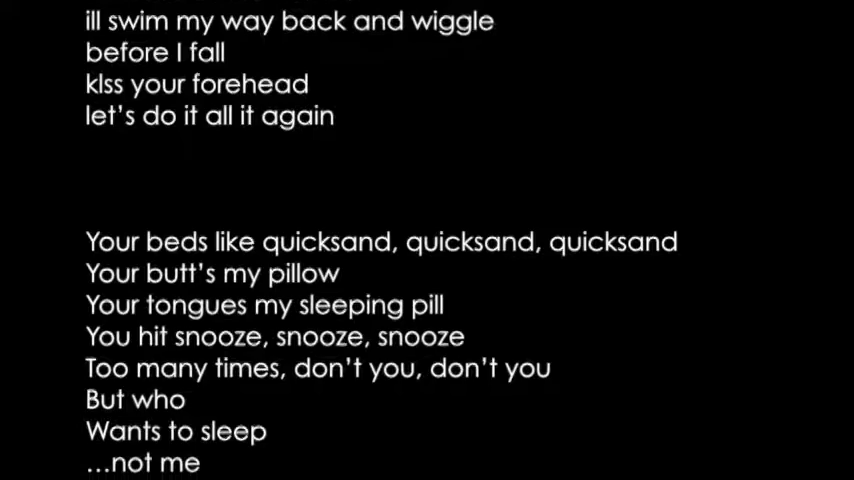 ill swim my way back and wiggle
before I fall
kIss your forehead
let's do it all it again
Your beds like quicksand, quicksand, quicksand
Your butt's my pillow
Your tongues my sleeping pill
You hit snooze, snooze, snooze
Too many times, don't you, don't you
But who
Wants to sleep
...not me